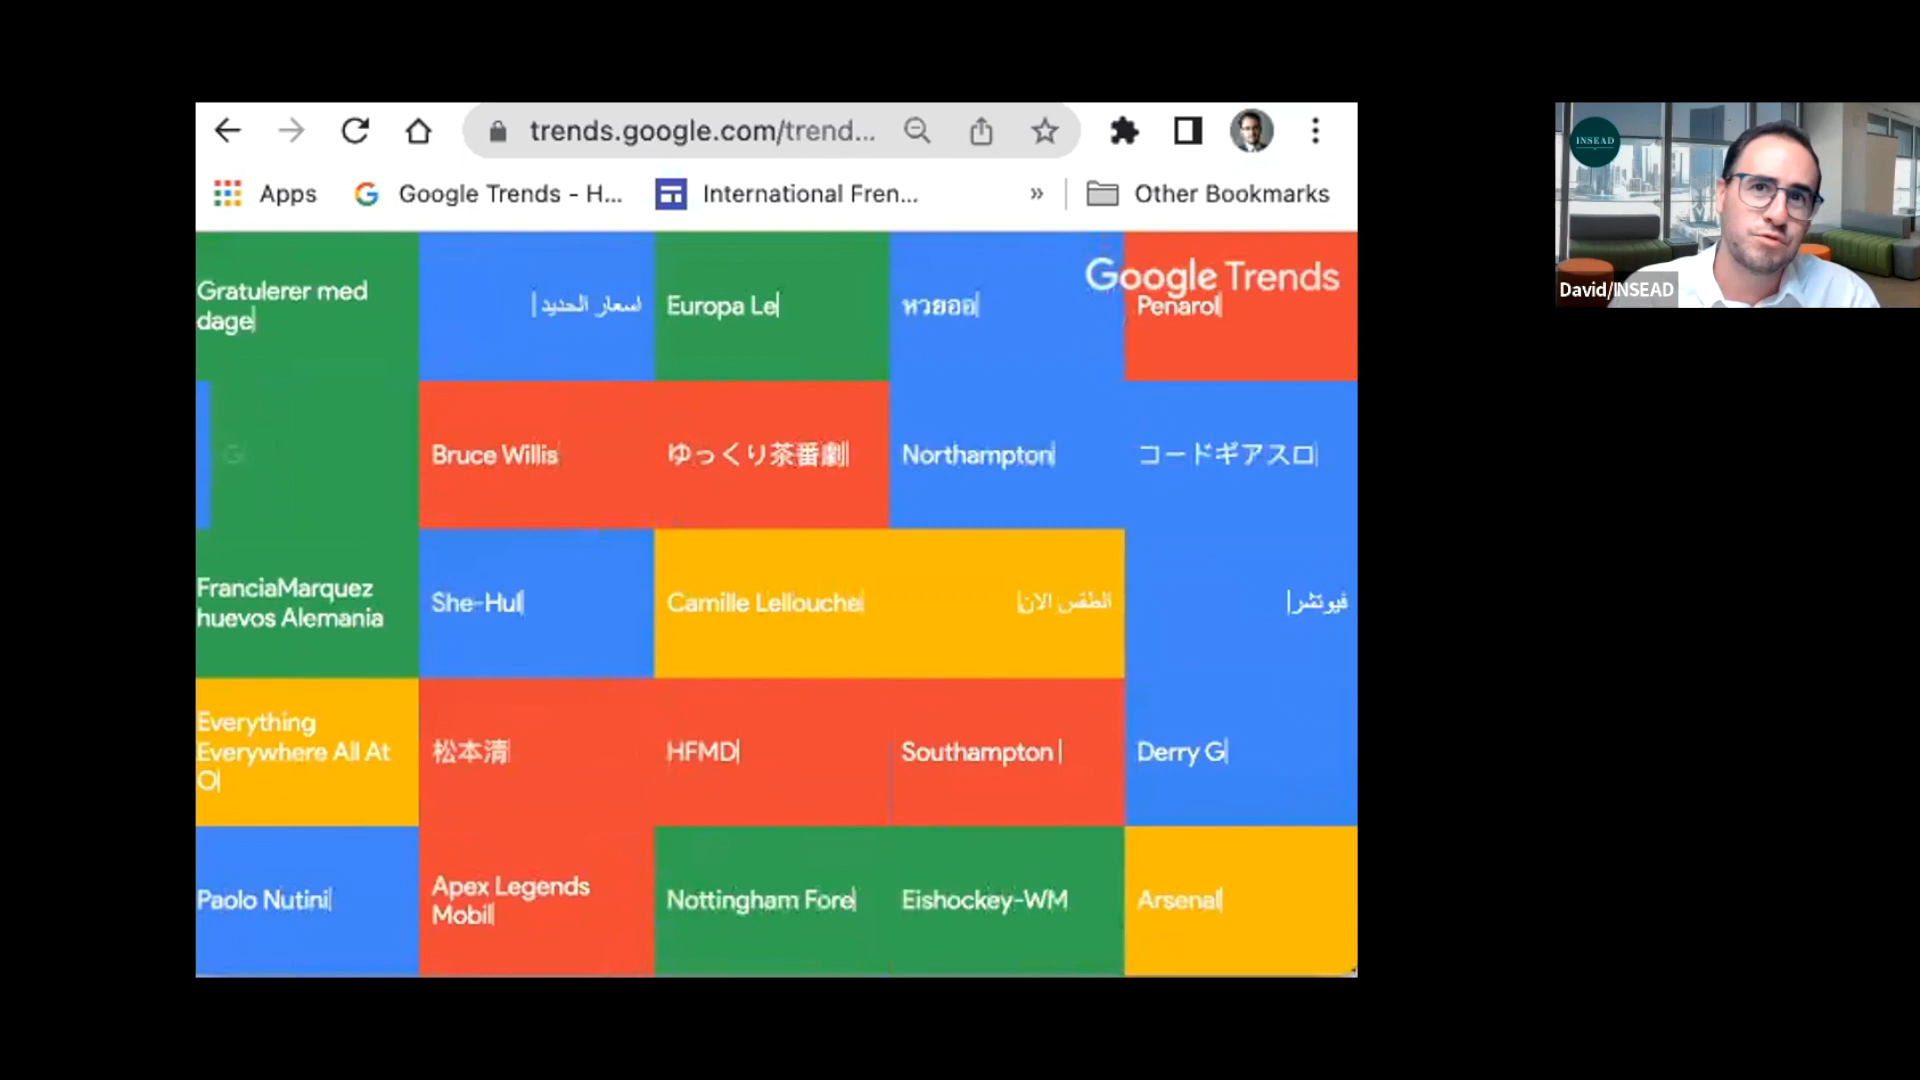 trends.google.com/trend...
Apps
Google Trends - H...
International Fren...
»
Other Bookmarks
INSEAD
David/INSEAD
Google Trends
Gratulerer med
dage
اسعار الحديد
Europa Le
หวยออ
Penarol
G
Bruce Willis
ゆっくり茶番劇
Northampton
コードギアスロ
FranciaMarquez
huevos Alemania
She-Hul
Camille Lellouche
الطقس الان
فيوتشر
Everything
Everywhere All At
O
松本清
HFMD
Southampton
Derry G
Paolo Nutini
Apex Legends
Mobil
Nottingham Fore
Eishockey-WM
Arsenal